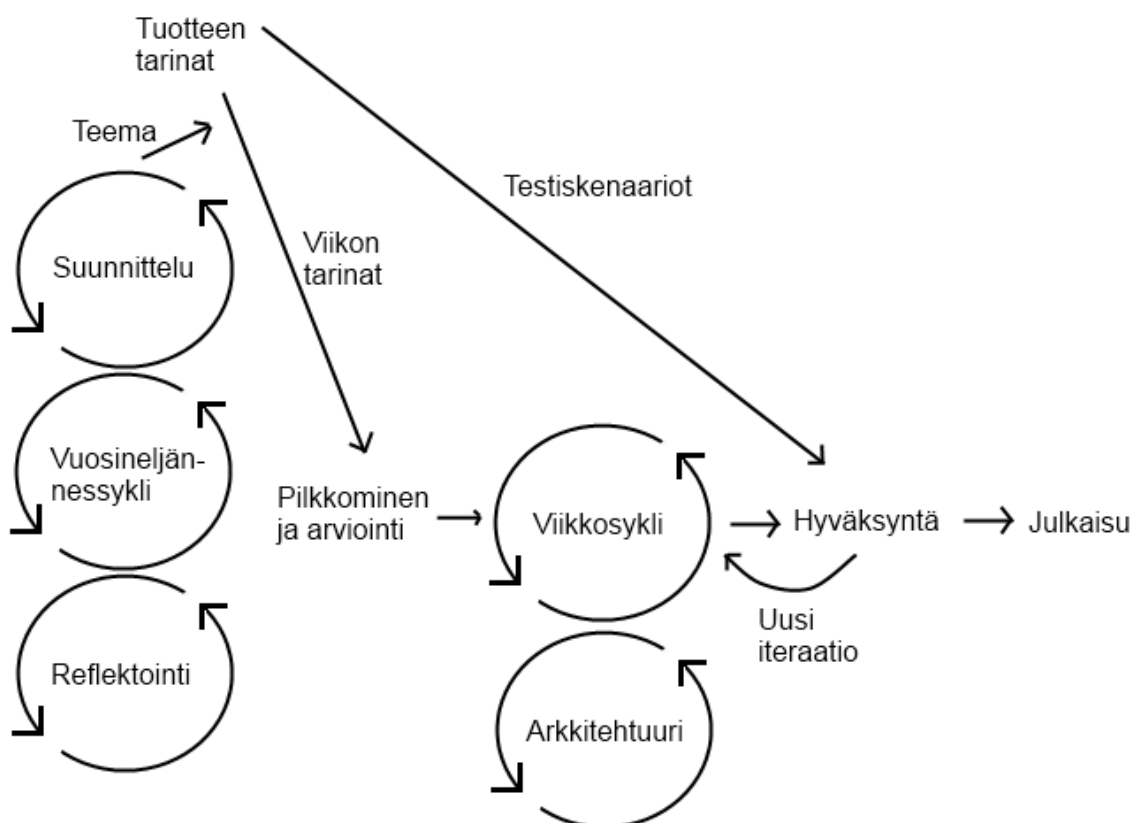 Tuotteen
tarinat
Teema
Testiskenaariot
Viikon
tarinat
Suunnittelu
Vuosineljän-
nessykli
Pilkkominen
ja arviointi
Viikkosykli
Hyväksyntä
Julkaisu
Uusi
iteraatio
Reflektointi
Arkkitehtuuri